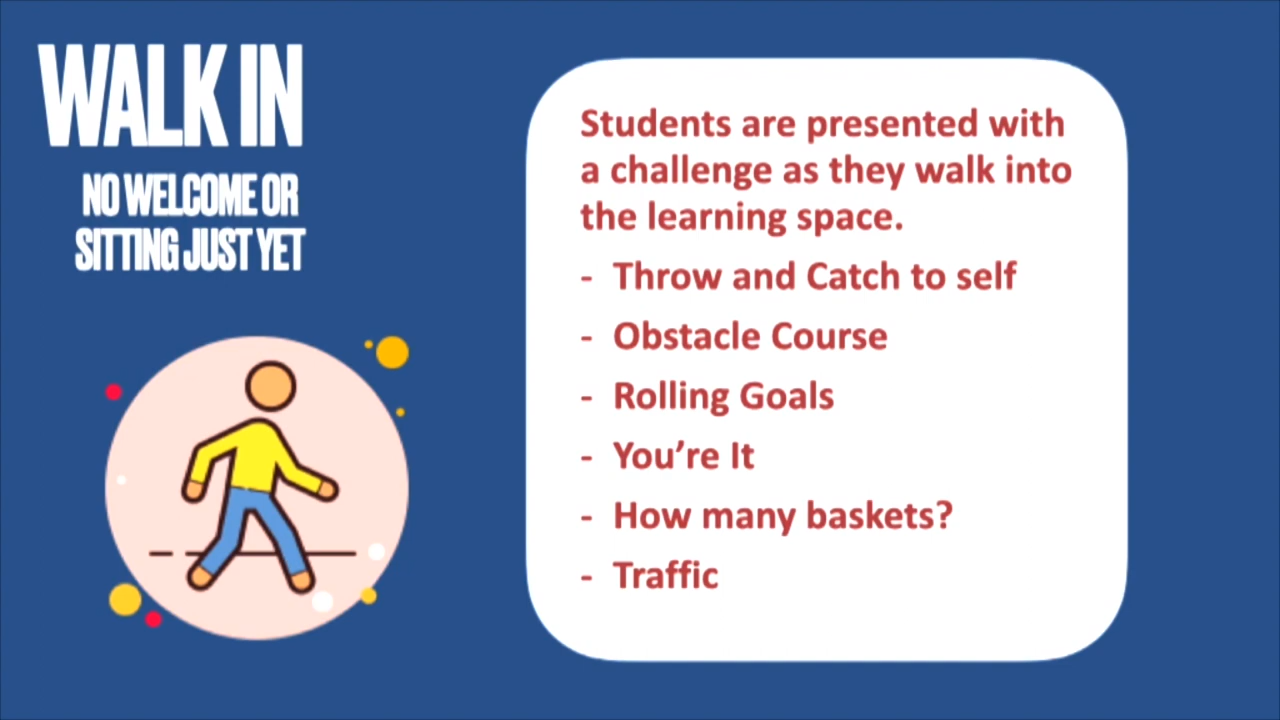 WALK IN
NO WELCOME OR
SITTING JUST YET
Students are presented with
a challenge as they walk into
the learning space.
- Throw and Catch to self
- Obstacle Course
- Rolling Goals
- You’re It
- How many baskets?
- Traffic